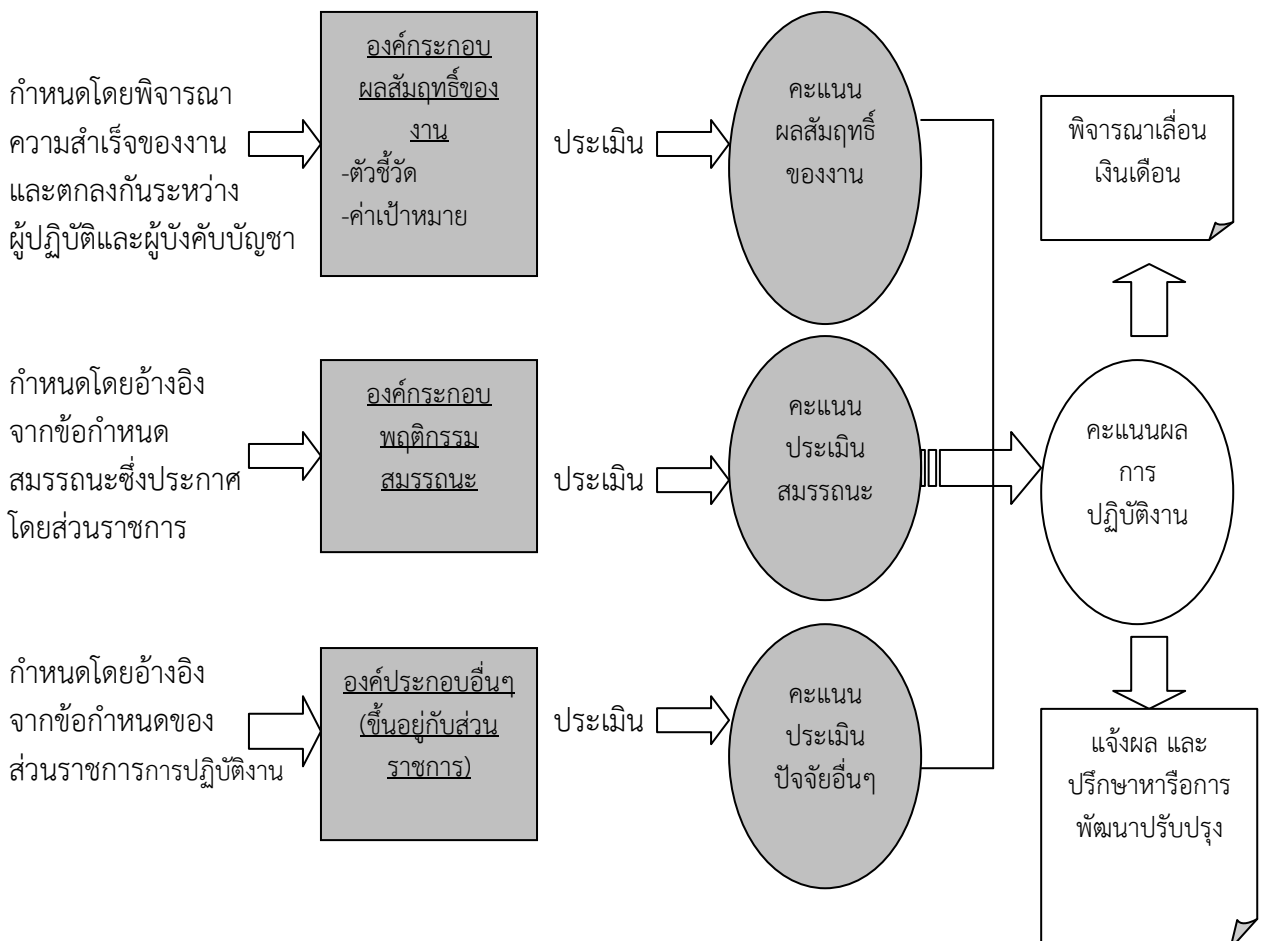 กำหนดโดยพิจารณา
ความสำเร็จของงาน
และตกลงกันระหว่าง
ผู้ปฏิบัติและผู้บังคับบัญชา
องค์กระกอบ
ผลสัมฤทธิ์ของ
งาน
-ตัวชี้วัด
-ค่าเป้าหมาย
ประเมิน
คะแนน
ผลสัมฤทธิ์
ของงาน
พิจารณาเลื่อน
เงินเดือน
กำหนดโดยอ้างอิง
จากข้อกำหนด
สมรรถนะซึ่งประกาศ
โดยส่วนราชการ
องค์กระกอบ
พฤติกรรม
สมรรถนะ
ประเมิน
คะแนน
ประเมิน
สมรรถนะ
คะแนนผล
การ
ปฏิบัติงาน
กำหนดโดยอ้างอิง
จากข้อกำหนดของ
ส่วนราชการการปฏิบัติงาน
องค์ประกอบอื่นๆ
(ขึ้นอยู่กับส่วน
ราชการ)
ประเมิน
คะแนน
ประเมิน
ปัจจัยอื่นๆ
แจ้งผล และ
ปรึกษาหารือการ
พัฒนาปรับปรุง